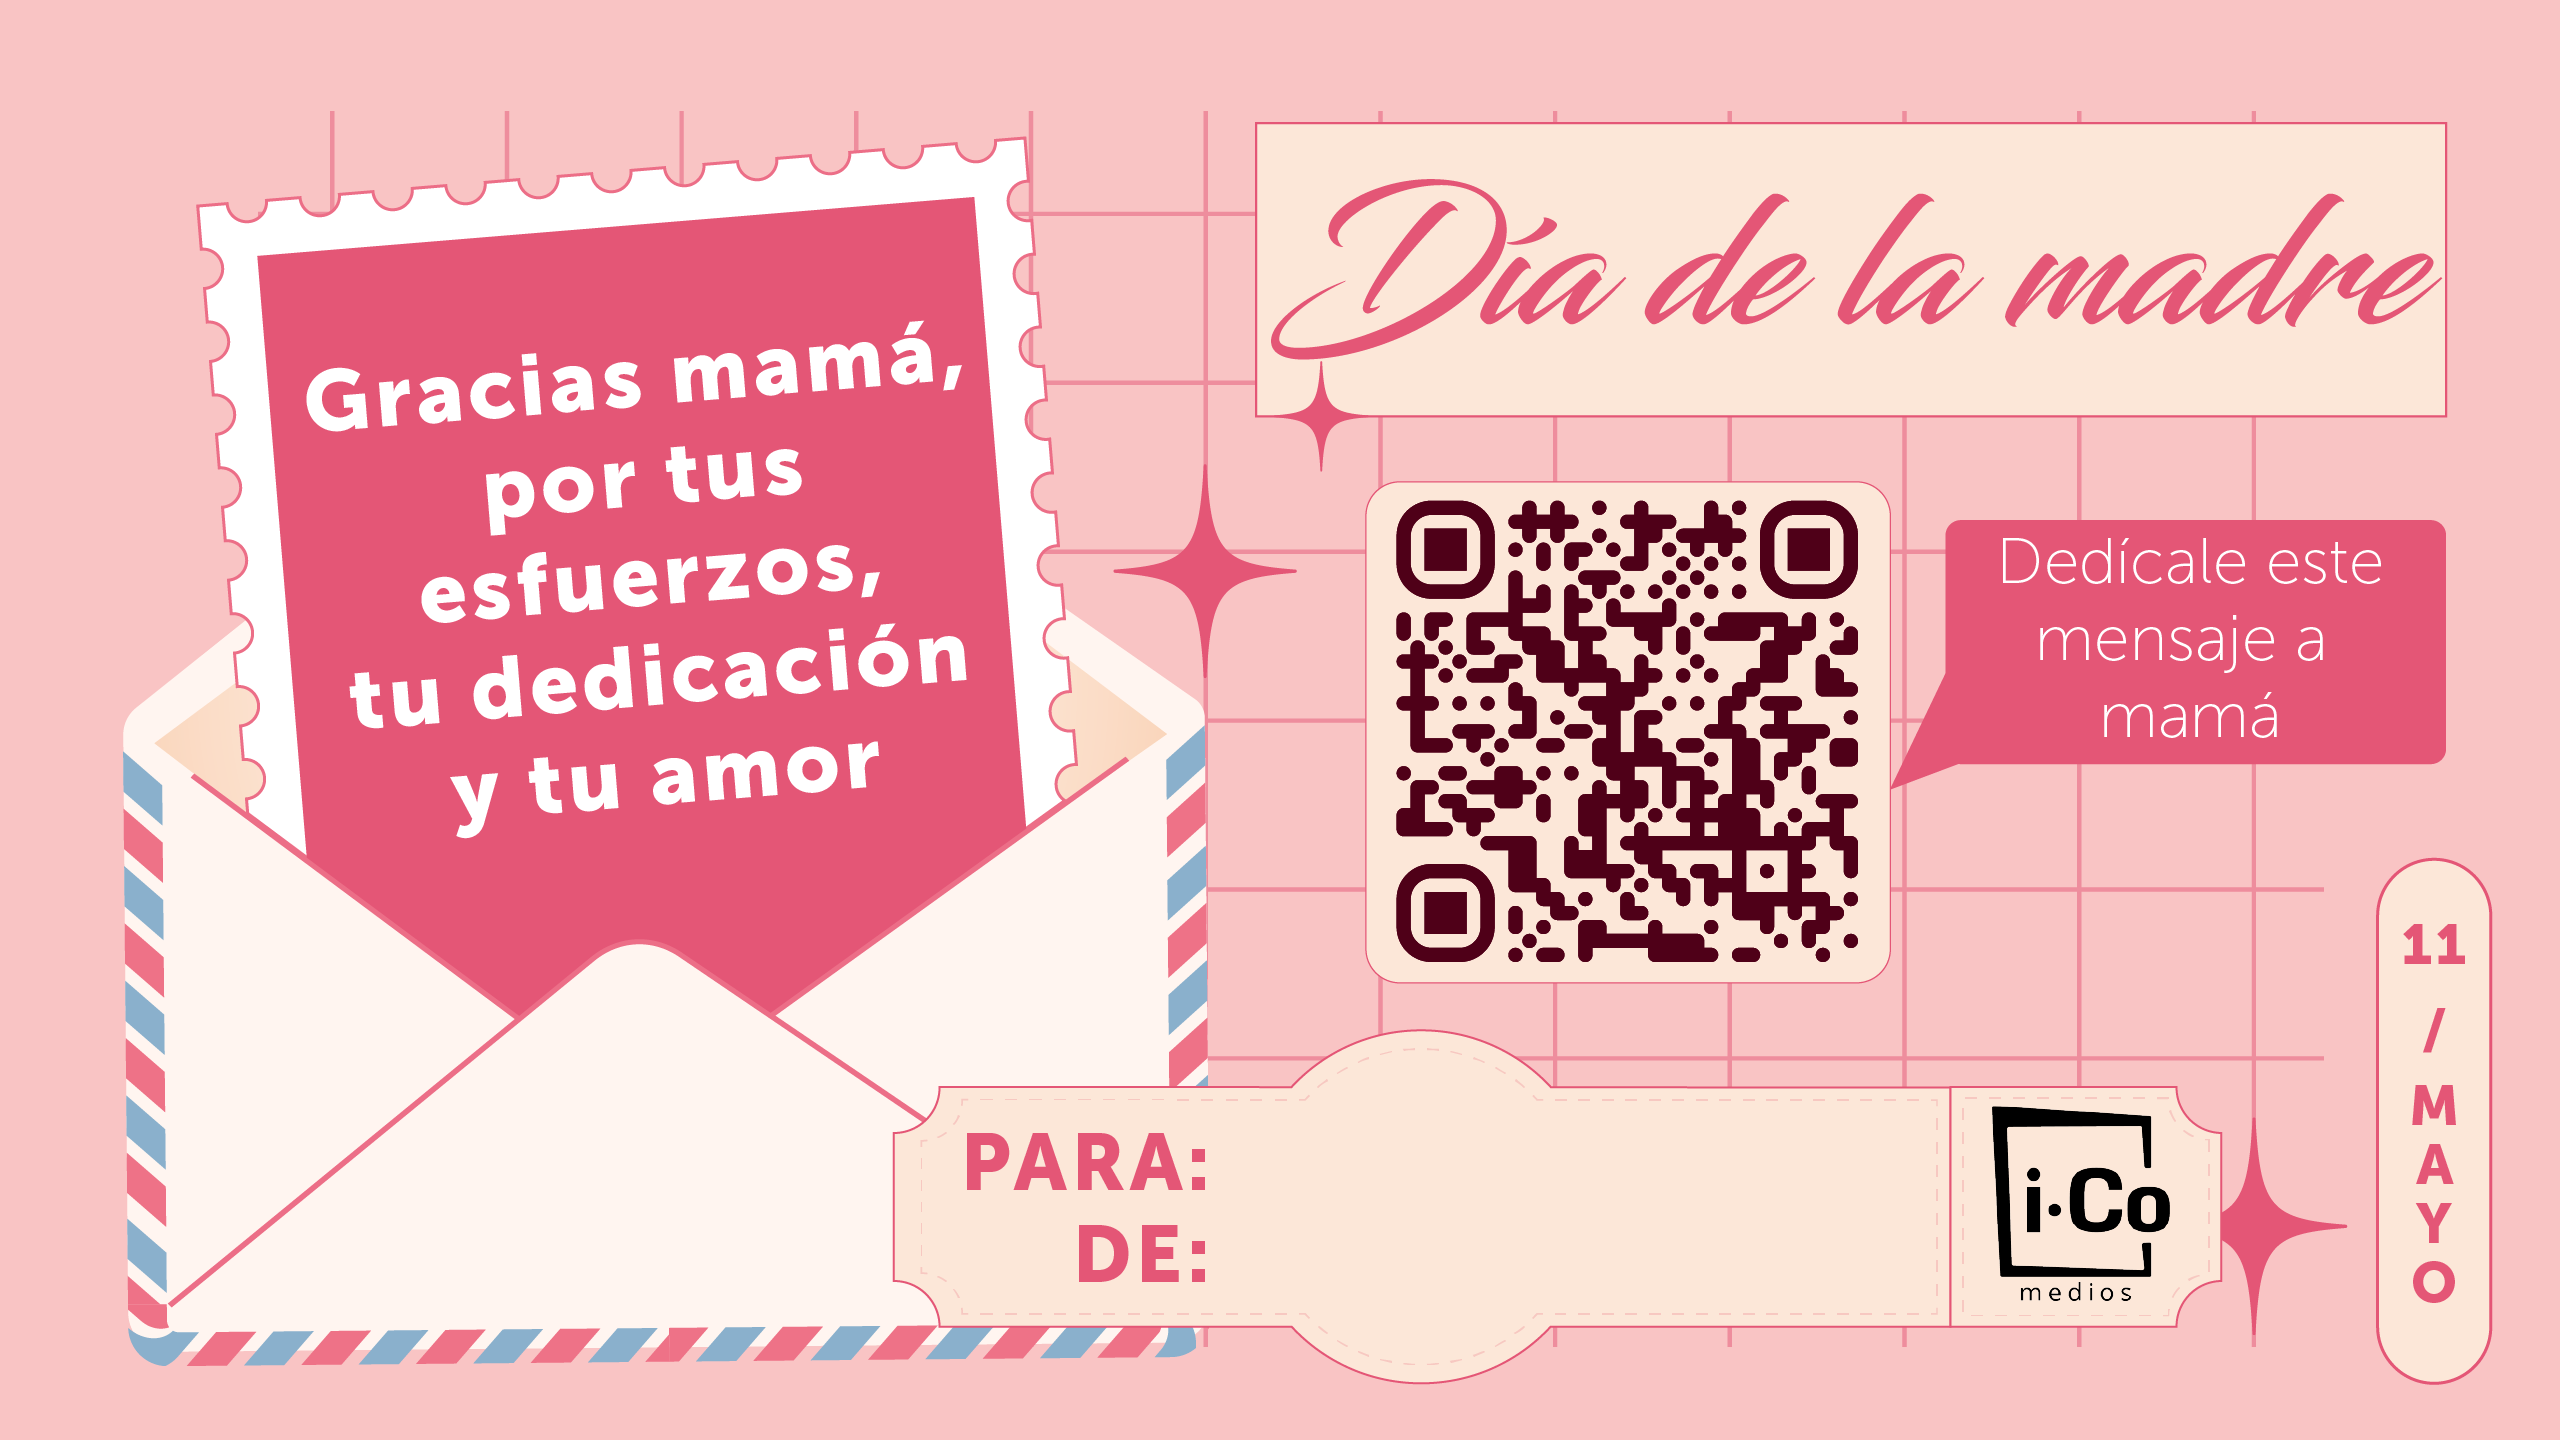 Gracias mamá,
por tus
esfuerzos,
tu dedicación
y tu amor
Día de la madre
Dedícale este
mensaje a
mamá
PARA:
DE:
i·Co
medios
11
/
M
A
Y
O